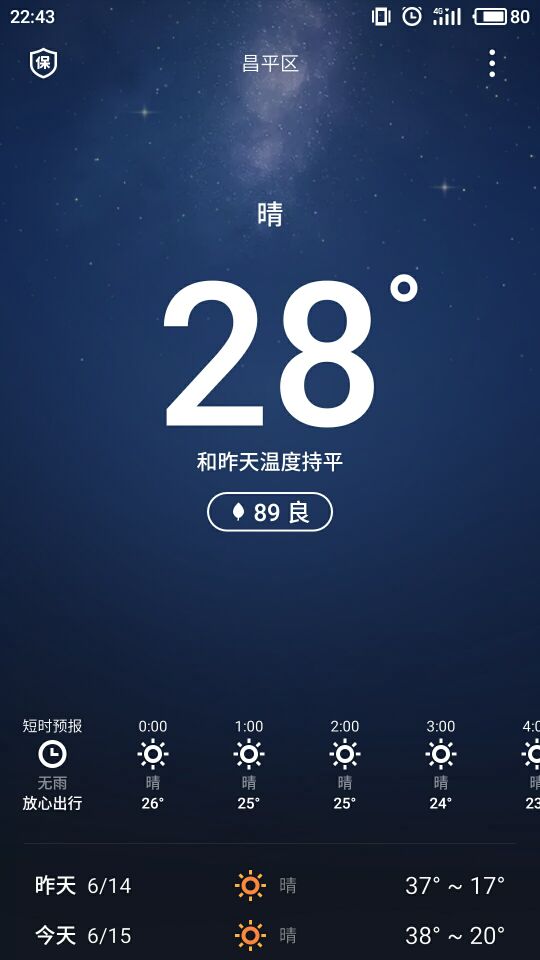 22:43
4G
80
保
昌平区
晴
28°
和昨天温度持平
89 良
短时预报 0:00 1:00 2:00 3:00
无雨 晴 晴 晴 晴 晴
放心出行 26° 25° 25° 24° 23
昨天 6/14 晴 37° ~ 17°
今天 6/15 晴 38° ~ 20°